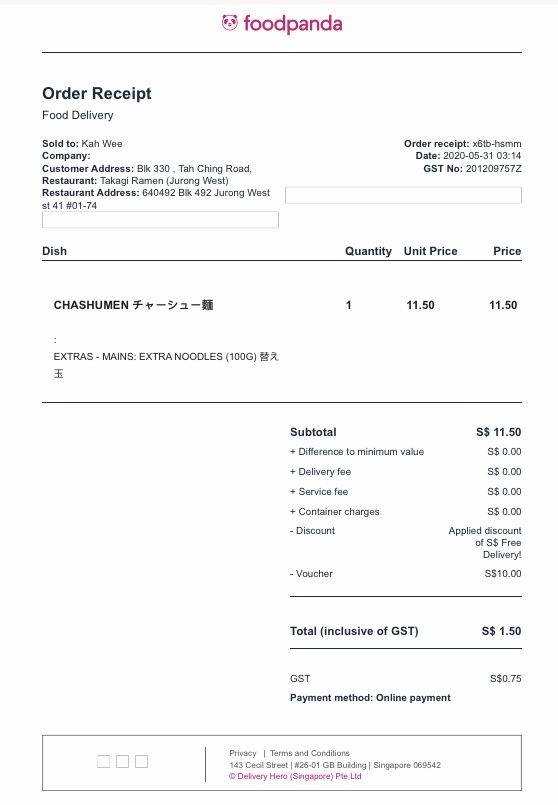 foodpanda
Order Receipt
Food Delivery
Sold to: Kah Wee
Company:
Customer Address: Blk 330 , Tah Ching Road,
Restaurant: Takagi Ramen (Jurong West)
Restaurant Address: 640492 Blk 492 Jurong West
st 41 #01-74
Order receipt: x6tb-hsmm
Date: 2020-05-31 03:14
GST No: 201209757Z
Dish Quantity Unit Price Price
CHASHUMEN チャーシュー麺 1 11.50 11.50
:
EXTRAS - MAINS: EXTRA NOODLES (100G) 替え
玉
Subtotal S$ 11.50
+ Difference to minimum value S$ 0.00
+ Delivery fee S$ 0.00
+ Service fee S$ 0.00
+ Container charges S$ 0.00
- Discount Applied discount
of S$ Free
Delivery!
- Voucher S$10.00
Total (inclusive of GST) S$ 1.50
GST S$0.75
Payment method: Online payment
Privacy | Terms and Conditions
143 Cecil Street | #26-01 GB Building | Singapore 069542
© Delivery Hero (Singapore) Pte Ltd